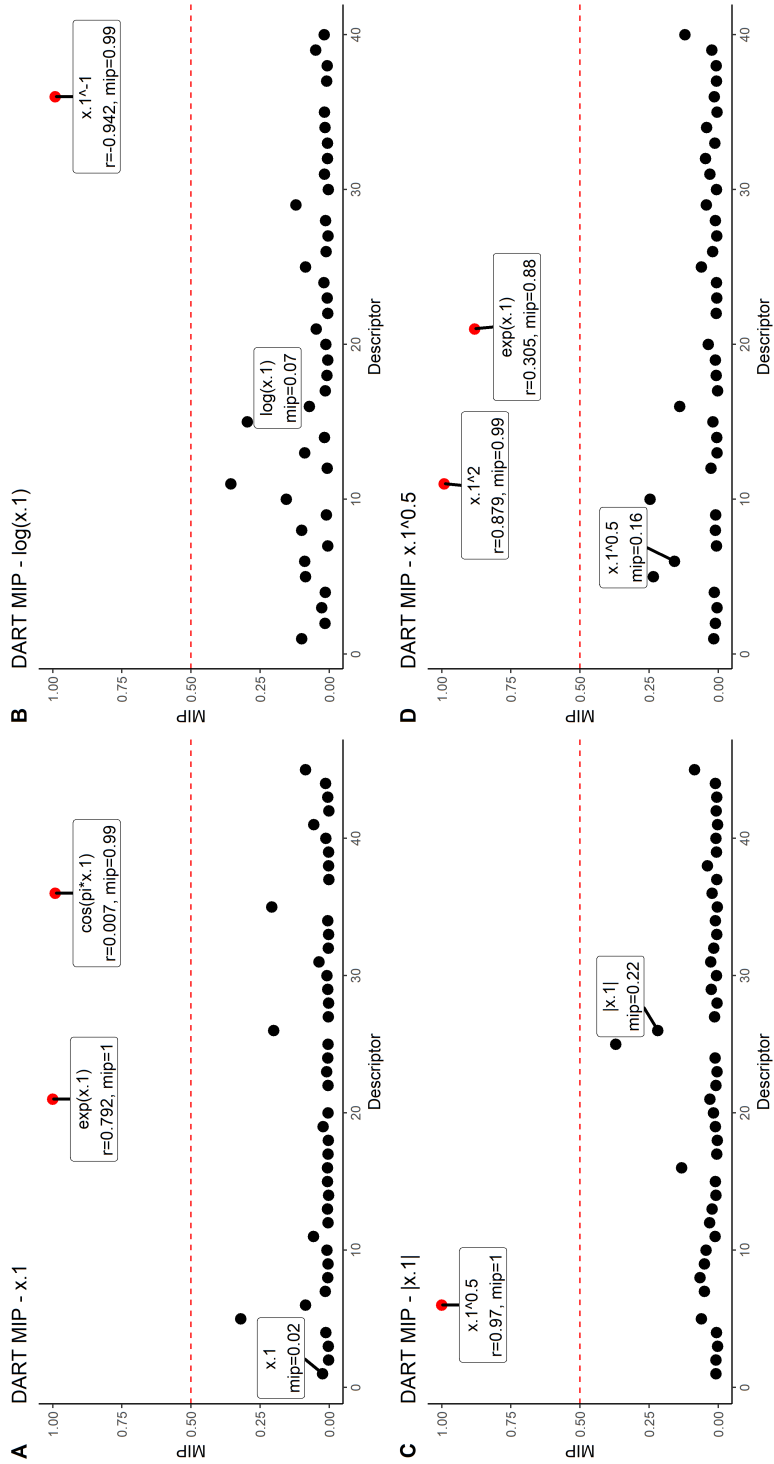 A
DART MIP - x.1
MIP
1.00
0.75
0.50
0.25
0.00
exp(x.1)
r=0.792, mip=1
cos(pi*x.1)
r=0.007, mip=0.99
x.1
mip=0.02
0
10
20
30
40
Descriptor
B
DART MIP - log(x.1)
MIP
1.00
0.75
0.50
0.25
0.00
x.1^-1
r=-0.942, mip=0.99
log(x.1)
mip=0.07
0
10
20
30
40
Descriptor
C
DART MIP - |x.1|
MIP
1.00
0.75
0.50
0.25
0.00
x.1^0.5
r=0.97, mip=1
|x.1|
mip=0.22
0
10
20
30
40
Descriptor
D
DART MIP - x.1^0.5
MIP
1.00
0.75
0.50
0.25
0.00
x.1^2
r=0.879, mip=0.99
exp(x.1)
r=0.305, mip=0.88
x.1^0.5
mip=0.16
0
10
20
30
40
Descriptor